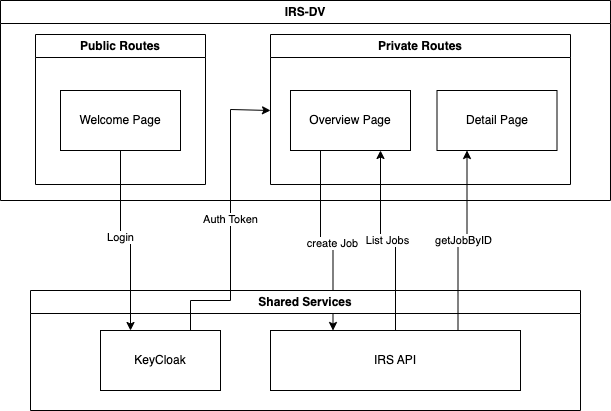 IRS-DV
Public Routes
Private Routes
Welcome Page
Overview Page
Detail Page
Auth Token
Login
create Job
List Jobs
getJobByID
Shared Services
KeyCloak
IRS API